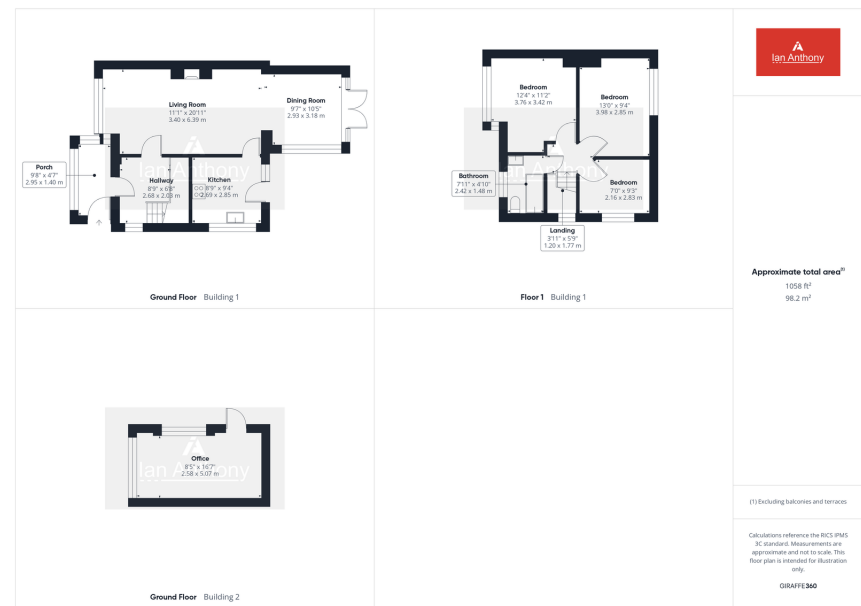 Living Room
11'1" x 20'11"
3.40 x 6.39 m
Dining Room
9'7" x 10'5"
2.93 x 3.18 m
Porch
9'8" x 4'7"
2.95 x 1.40 m
Hallway
8'9" x 6'8"
2.68 x 2.03 m
Kitchen
8'9" x 9'4"
2.69 x 2.85 m
Ian Anthony
Ground Floor Building 1
Bedroom
12'4" x 11'2"
3.76 x 3.42 m
Bedroom
13'0" x 9'4"
3.98 x 2.85 m
Bathroom
7'11" x 4'10"
2.42 x 1.48 m
Bedroom
7'0" x 9'3"
2.16 x 2.83 m
Landing
3'11" x 5'9"
1.20 x 1.77 m
Ian Anthony
Floor 1 Building 1
Office
8'5" x 16'7"
2.58 x 5.07 m
Ian Anthony
Ground Floor Building 2
Ian Anthony
Approximate total area(1)
1058 ft²
98.2 m²
(1) Excluding balconies and terraces
Calculations reference the RICS IPMS
3C standard. Measurements are
approximate and not to scale. This
floor plan is intended for illustration
only.
GIRAFFE360